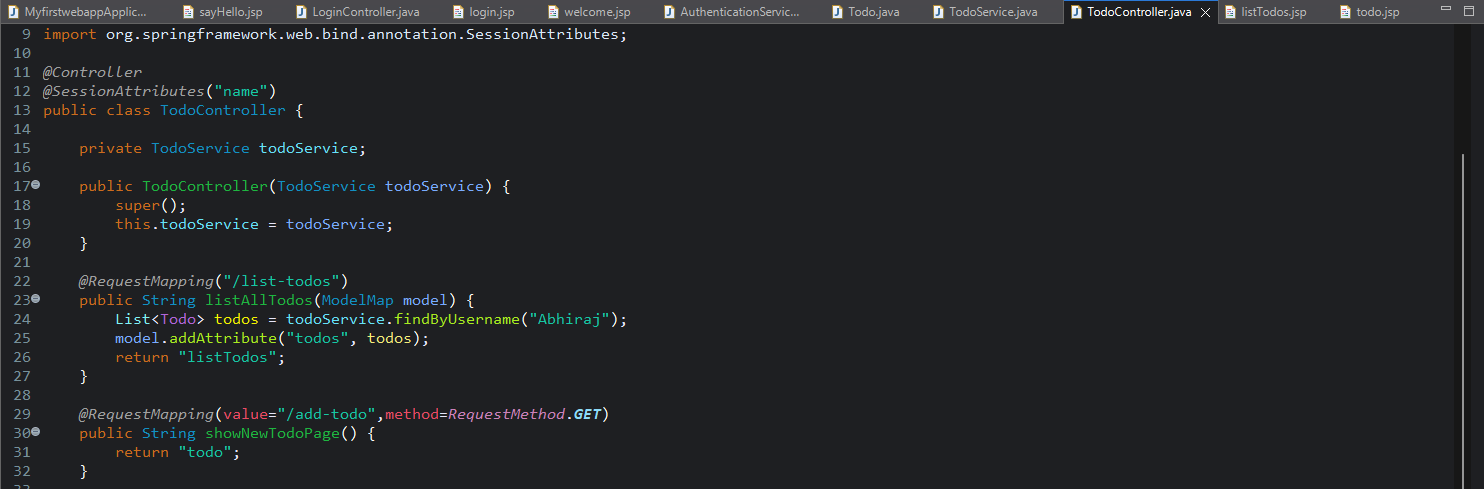 MyfirstwebappApplic... sayHello.jsp LoginController.java login.jsp welcome.jsp AuthenticationServic... Todo.java TodoService.java TodoController.java listTodos.jsp todo.jsp
9 import org.springframework.web.bind.annotation.SessionAttributes;
10
11 @Controller
12 @SessionAttributes("name")
13 public class TodoController {
14
15     private TodoService todoService;
16
17     public TodoController(TodoService todoService) {
18         super();
19         this.todoService = todoService;
20     }
21
22     @RequestMapping("/list-todos")
23     public String listAllTodos(ModelMap model) {
24         List<Todo> todos = todoService.findByUsername("Abhiraj");
25         model.addAttribute("todos", todos);
26         return "listTodos";
27     }
28
29     @RequestMapping(value="/add-todo",method=RequestMethod.GET)
30     public String showNewTodoPage() {
31         return "todo";
32     }